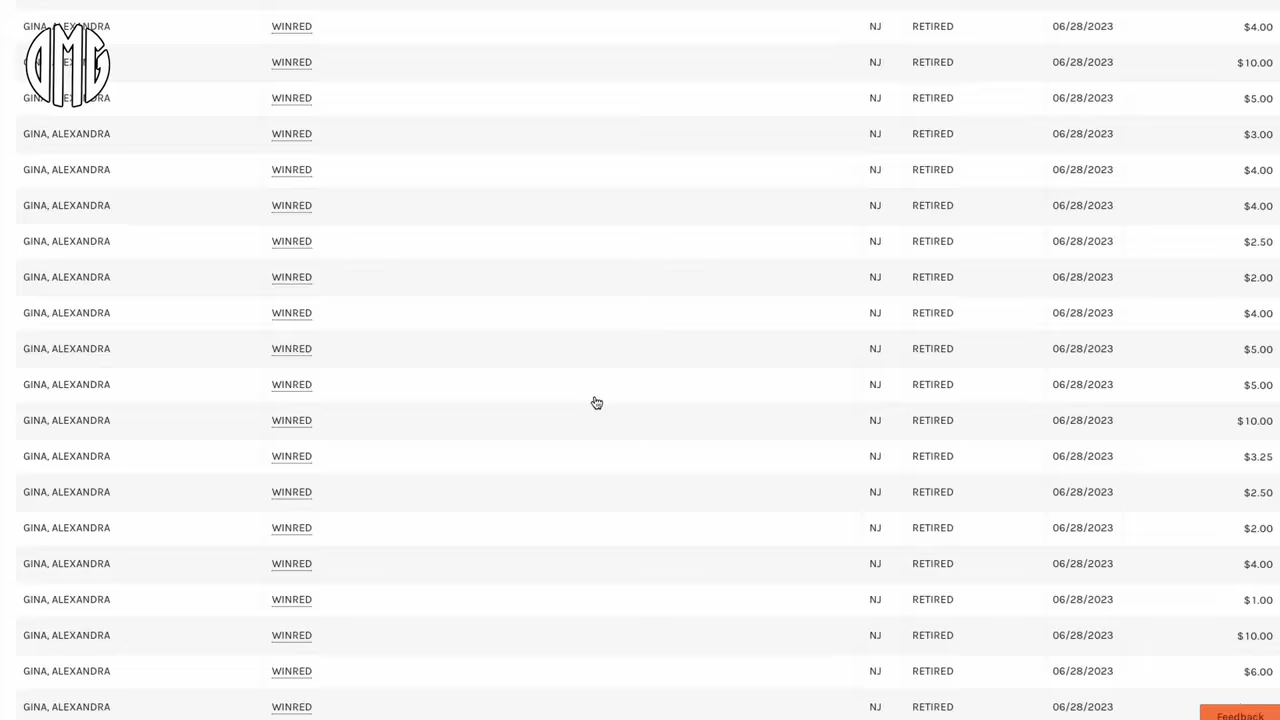 GINA, ALEXANDRA WINRED NJ RETIRED 06/28/2023 $4.00
OMG
GINA, ALEXANDRA WINRED NJ RETIRED 06/28/2023 $10.00
GINA, ALEXANDRA WINRED NJ RETIRED 06/28/2023 $5.00
GINA, ALEXANDRA WINRED NJ RETIRED 06/28/2023 $3.00
GINA, ALEXANDRA WINRED NJ RETIRED 06/28/2023 $4.00
GINA, ALEXANDRA WINRED NJ RETIRED 06/28/2023 $4.00
GINA, ALEXANDRA WINRED NJ RETIRED 06/28/2023 $2.50
GINA, ALEXANDRA WINRED NJ RETIRED 06/28/2023 $2.00
GINA, ALEXANDRA WINRED NJ RETIRED 06/28/2023 $4.00
GINA, ALEXANDRA WINRED NJ RETIRED 06/28/2023 $5.00
GINA, ALEXANDRA WINRED NJ RETIRED 06/28/2023 $5.00
GINA, ALEXANDRA WINRED NJ RETIRED 06/28/2023 $10.00
GINA, ALEXANDRA WINRED NJ RETIRED 06/28/2023 $3.25
GINA, ALEXANDRA WINRED NJ RETIRED 06/28/2023 $2.50
GINA, ALEXANDRA WINRED NJ RETIRED 06/28/2023 $2.00
GINA, ALEXANDRA WINRED NJ RETIRED 06/28/2023 $4.00
GINA, ALEXANDRA WINRED NJ RETIRED 06/28/2023 $1.00
GINA, ALEXANDRA WINRED NJ RETIRED 06/28/2023 $10.00
GINA, ALEXANDRA WINRED NJ RETIRED 06/28/2023 $6.00
GINA, ALEXANDRA WINRED NJ RETIRED 06/28/2023
Feedback